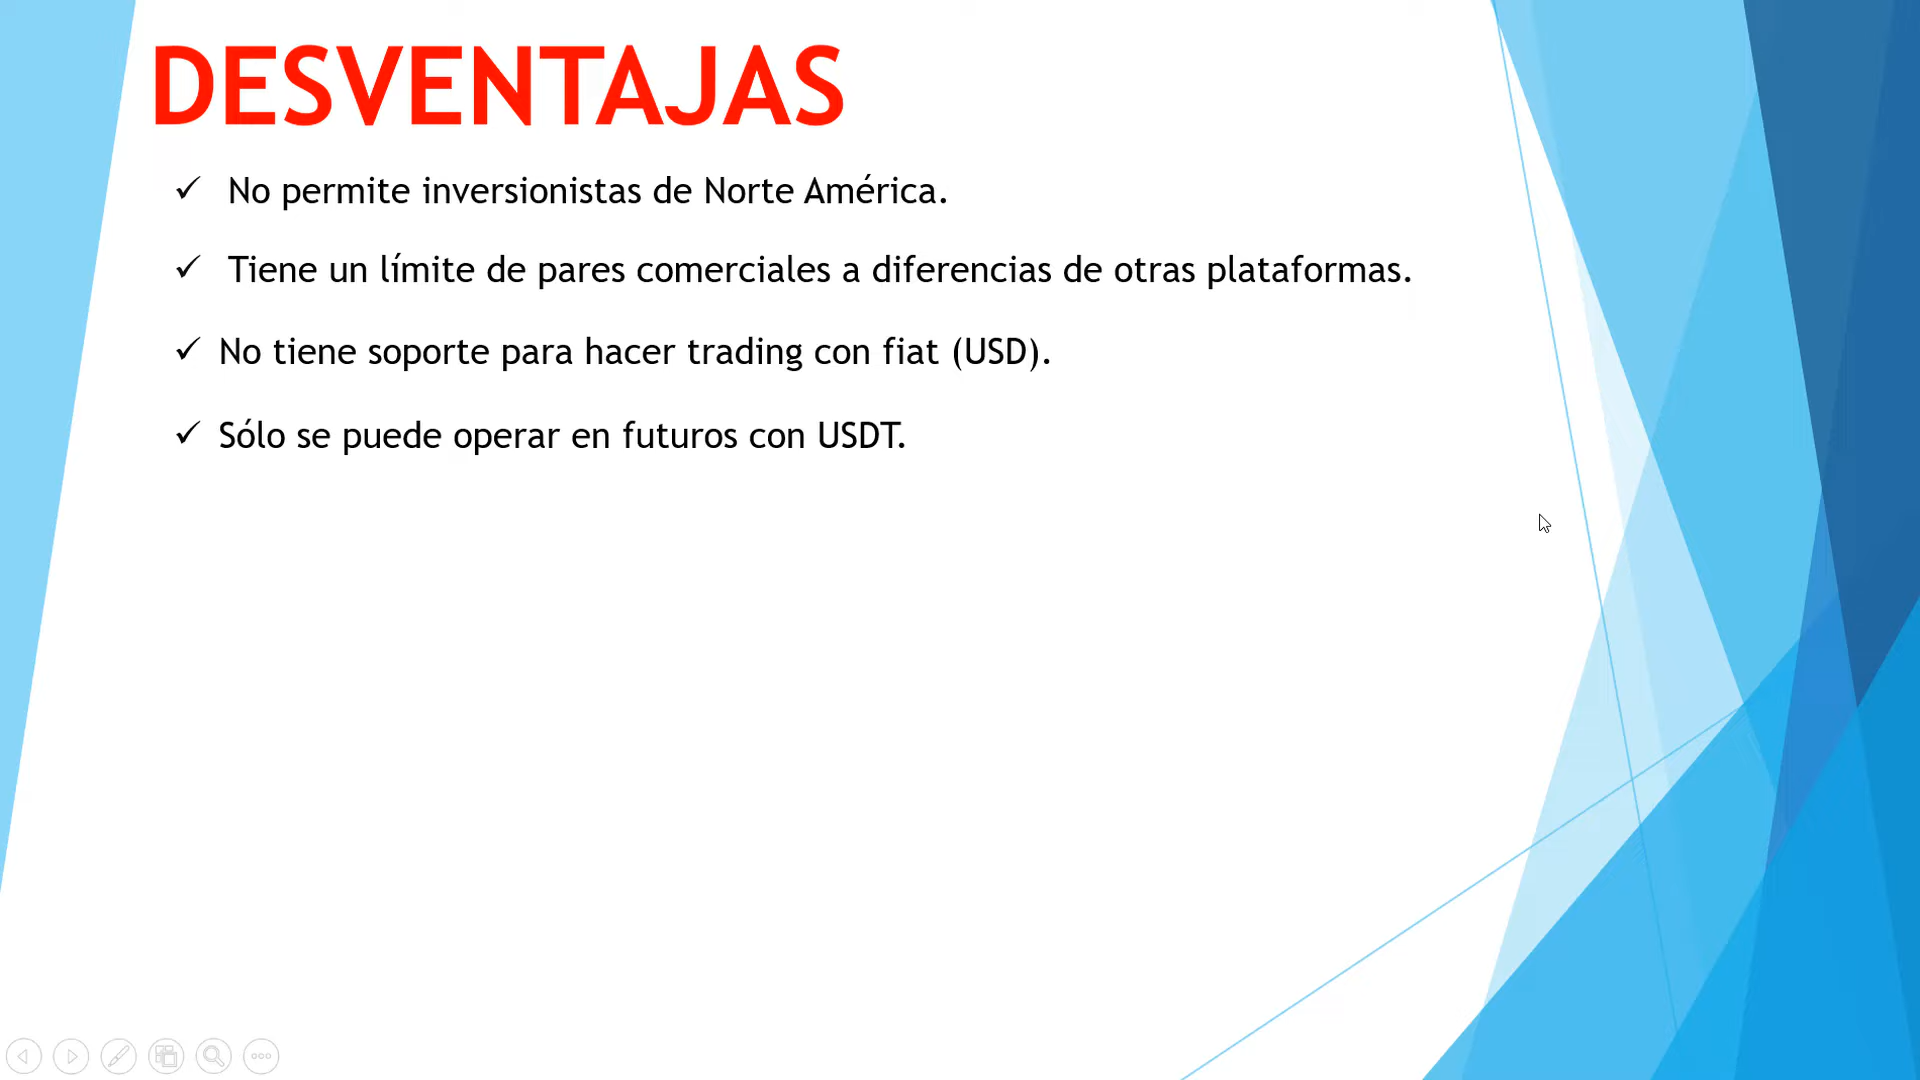 DESVENTAJAS
✓ No permite inversionistas de Norte América.
✓ Tiene un límite de pares comerciales a diferencias de otras plataformas.
✓ No tiene soporte para hacer trading con fiat (USD).
✓ Sólo se puede operar en futuros con USDT.